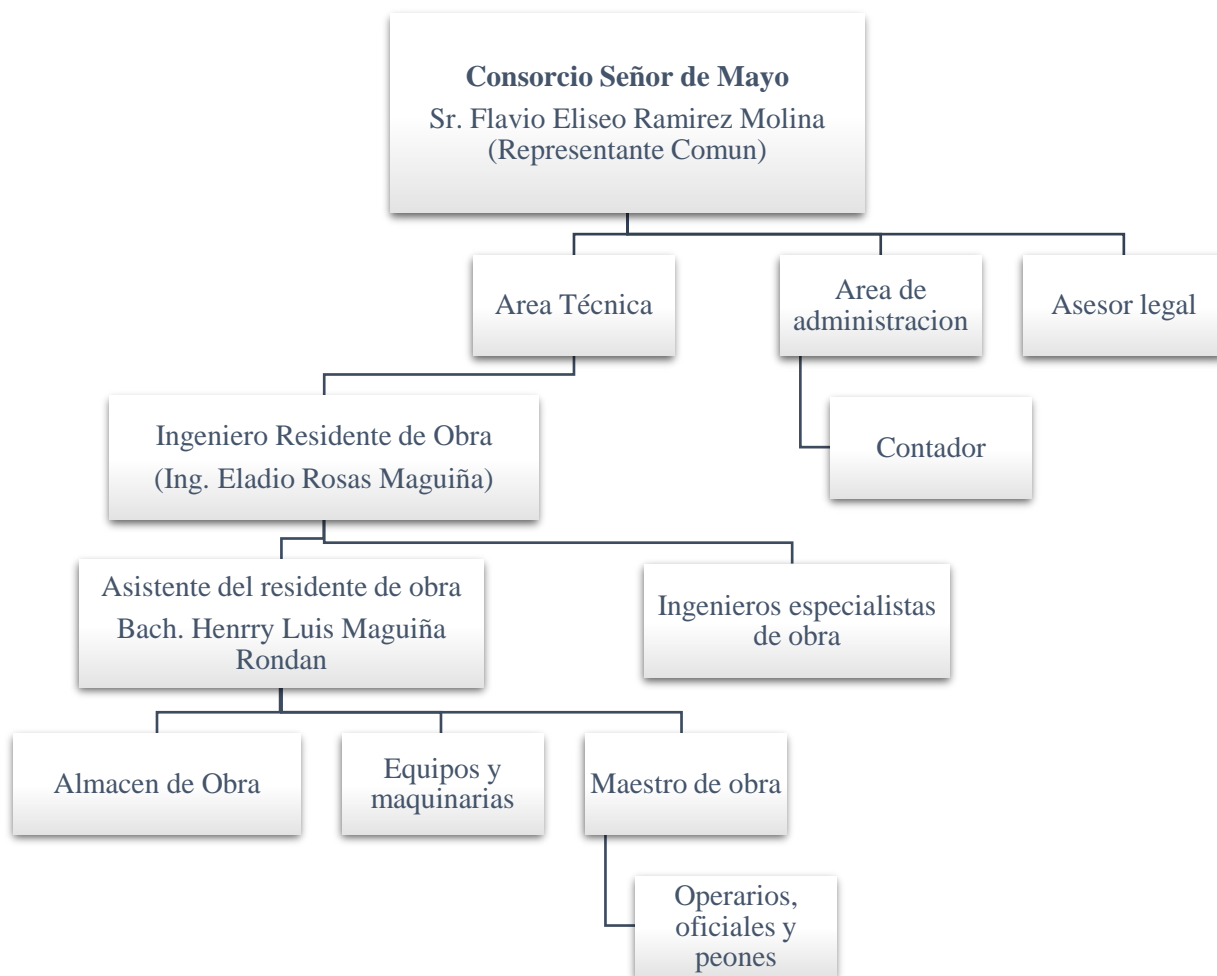 Consorcio Señor de Mayo
Sr. Flavio Eliseo Ramirez Molina
(Representante Comun)
Area Técnica
Area de
administracion
Asesor legal
Ingeniero Residente de Obra
(Ing. Eladio Rosas Maguiña)
Contador
Asistente del residente de obra
Bach. Henrry Luis Maguiña
Rondan
Ingenieros especialistas
de obra
Almacen de Obra
Equipos y
maquinarias
Maestro de obra
Operarios,
oficiales y
peones